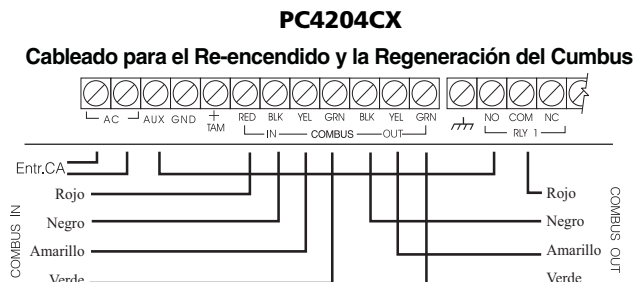 PC4204CX
Cableado para el Re-encendido y la Regeneración del Cumbus
AC AUX GND + TAM RED BLK YEL GRN BLK YEL GRN NO COM NC
IN COMBUS OUT RLY 1
Entr.CA
Rojo Rojo
Negro Negro
Amarillo Amarillo
Verde Verde
COMBUS IN
COMBUS OUT